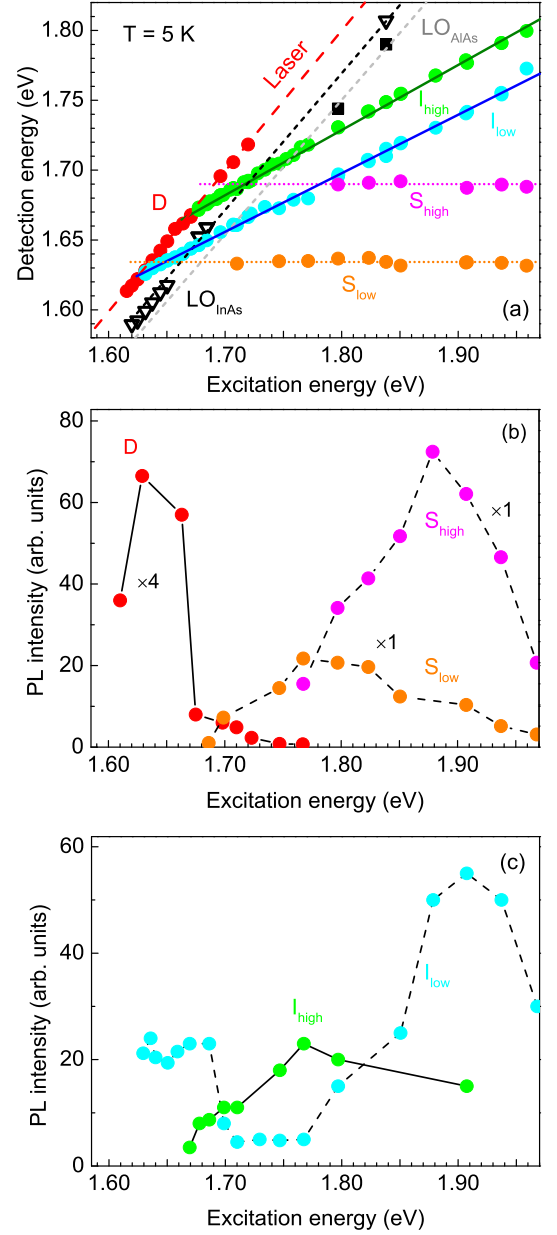 T = 5 K
Laser
LO_AlAs
I_high
I_low
D
S_high
S_low
LO_InAs
(a)
1.80
1.75
1.70
1.65
1.60
Detection energy (eV)
1.60 1.70 1.80 1.90
Excitation energy (eV)
(b)
D
×4
S_high
×1
×1
S_low
80
60
40
20
0
PL intensity (arb. units)
1.60 1.70 1.80 1.90
Excitation energy (eV)
(c)
I_high
I_low
60
40
20
0
PL intensity (arb. units)
1.60 1.70 1.80 1.90
Excitation energy (eV)